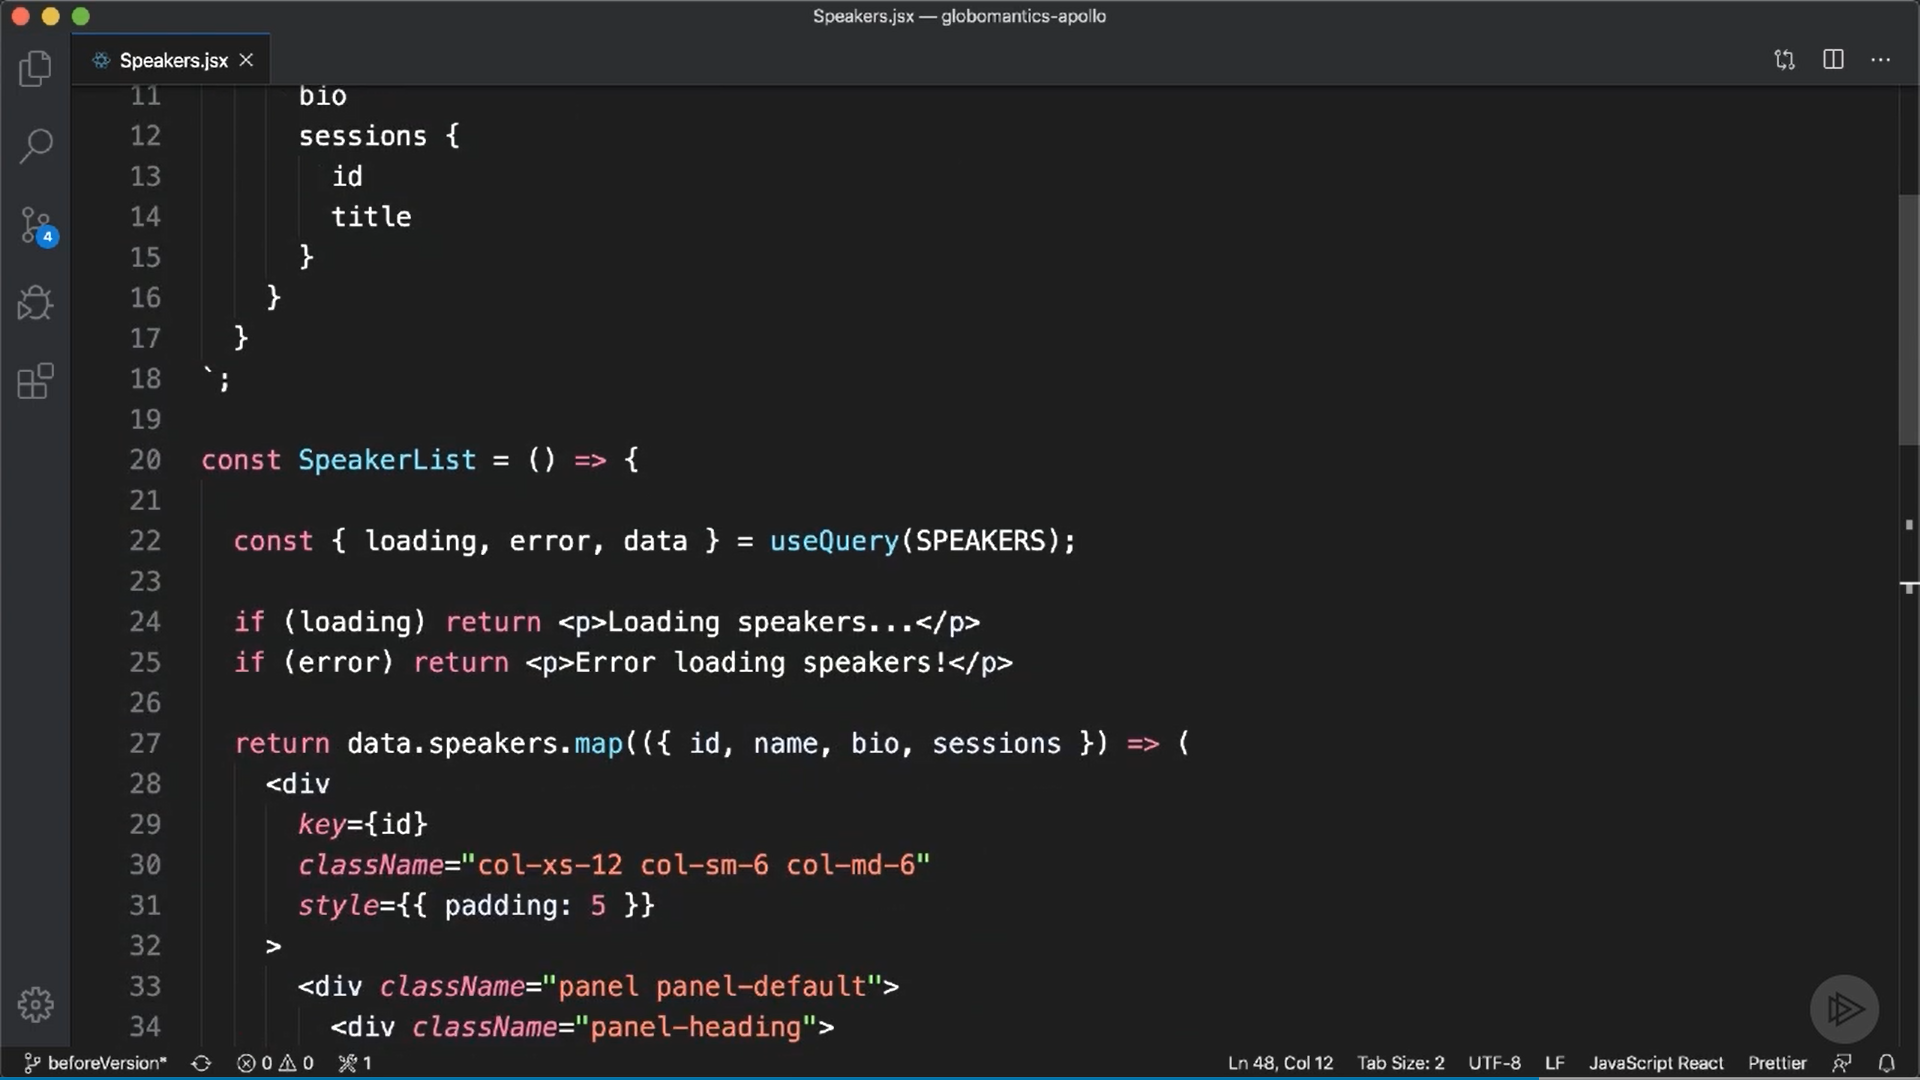 Speakers.jsx — globomantics-apollo
Speakers.jsx
11 bio
12 sessions {
13 id
14 title
15 }
16 }
17 }
18 `;
19
20 const SpeakerList = () => {
21
22 const { loading, error, data } = useQuery(SPEAKERS);
23
24 if (loading) return <p>Loading speakers...</p>
25 if (error) return <p>Error loading speakers!</p>
26
27 return data.speakers.map(({ id, name, bio, sessions }) => (
28 <div
29 key={id}
30 className="col-xs-12 col-sm-6 col-md-6"
31 style={{ padding: 5 }}
32 >
33 <div className="panel panel-default">
34 <div className="panel-heading">
4
beforeVersion* 0 0 1 Ln 48, Col 12 Tab Size: 2 UTF-8 LF JavaScript React Prettier